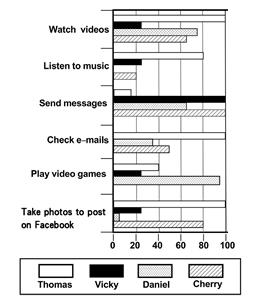 Watch videos
Listen to music
Send messages
Check e-mails
Play video games
Take photos to post
on Facebook
0 20 40 60 80 100
Thomas Vicky Daniel Cherry